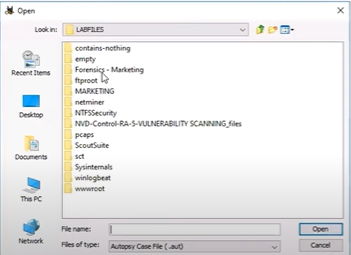 Open
Look in:
LABFILES
contains-nothing
empty
Forensics - Marketing
ftproot
MARKETING
netminer
NTFSSecurity
NVD-Control-RA-5-VULNERABILITY SCANNING_files
pcaps
ScoutSuite
sct
Sysinternals
winlogbeat
wwwroot
Recent Items
Desktop
Documents
This PC
Network
File name:
Open
Files of type:
Autopsy Case File ( .aut)
Cancel